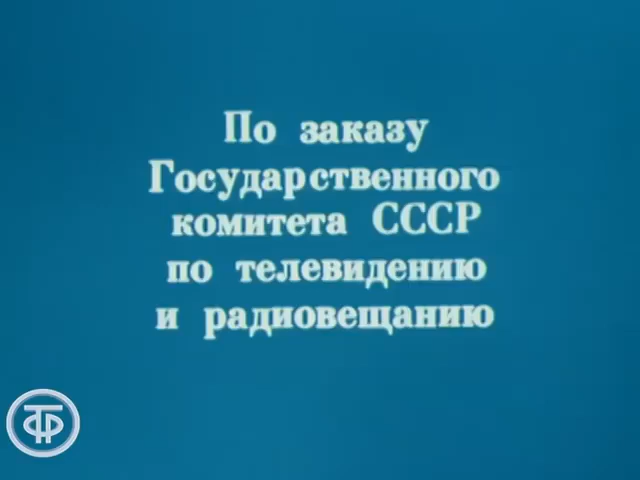 По заказу
Государственного
комитета СССР
по телевидению
и радиовещанию